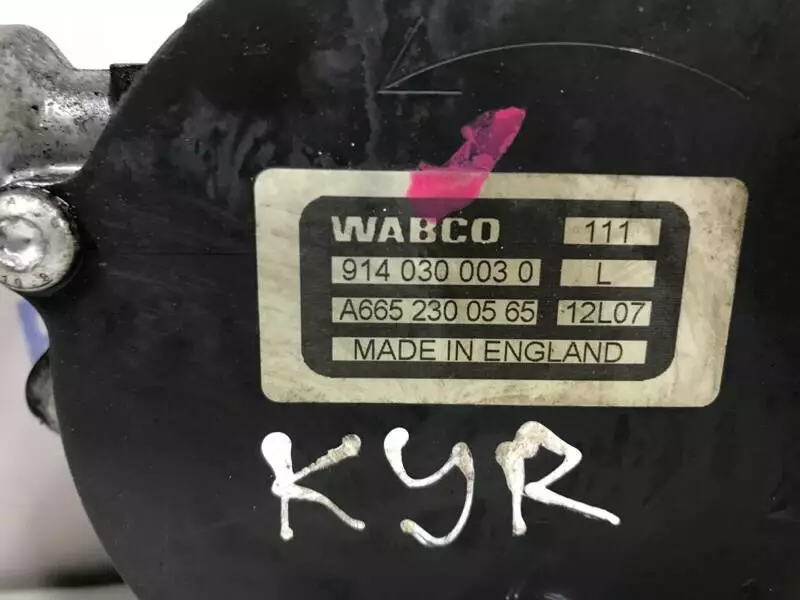 WABCO 111
914 030 003 0 L
A665 230 05 65 12L07
MADE IN ENGLAND
KYR